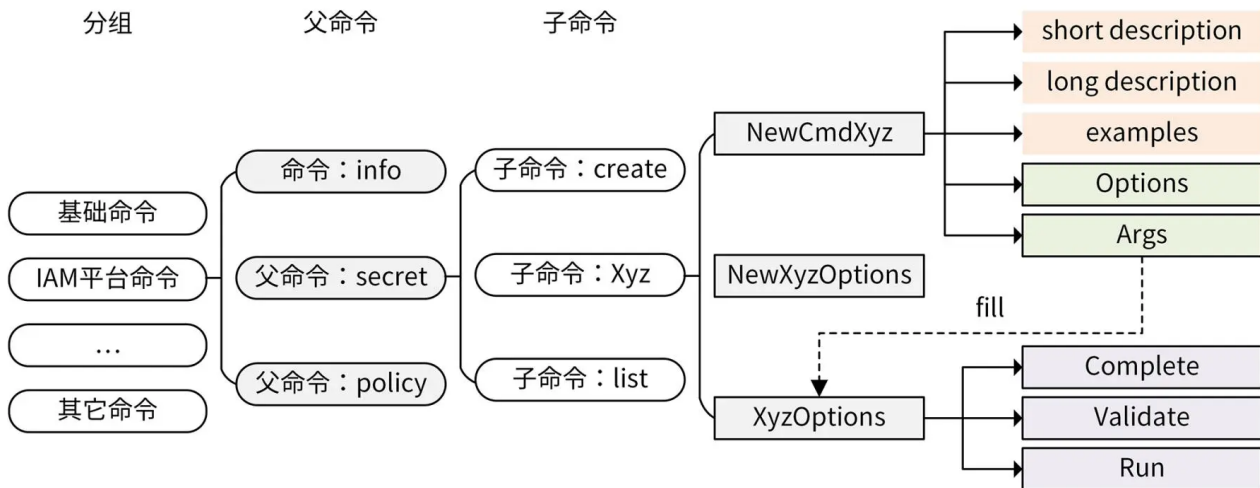 分组
父命令
子命令
基础命令
IAM平台命令
...
其它命令
命令：info
父命令：secret
父命令：policy
子命令：create
子命令：Xyz
子命令：list
NewCmdXyz
NewXyzOptions
XyzOptions
short description
long description
examples
Options
Args
fill
Complete
Validate
Run